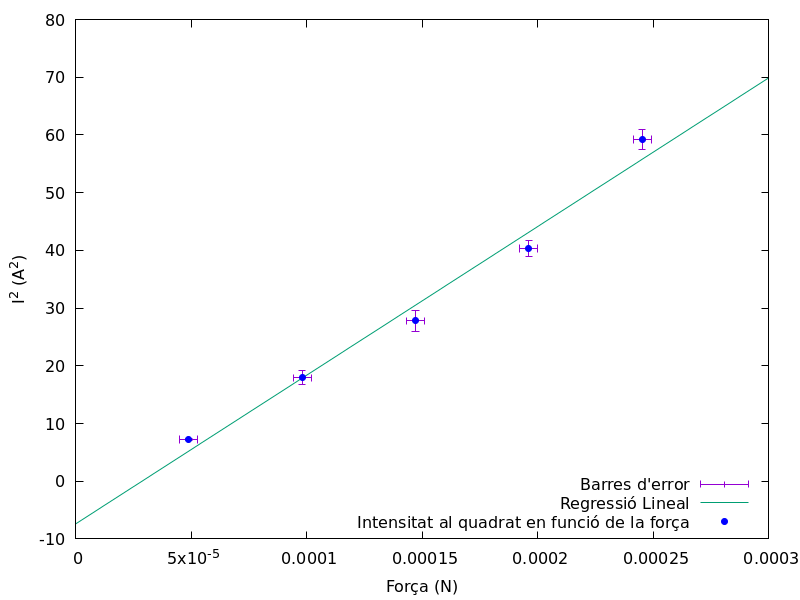 80
70
60
50
40
30
20
10
0
-10
I² (A²)
Barres d'error
Regressió Lineal
Intensitat al quadrat en funció de la força
0 5x10⁻⁵ 0.0001 0.00015 0.0002 0.00025 0.0003
Força (N)